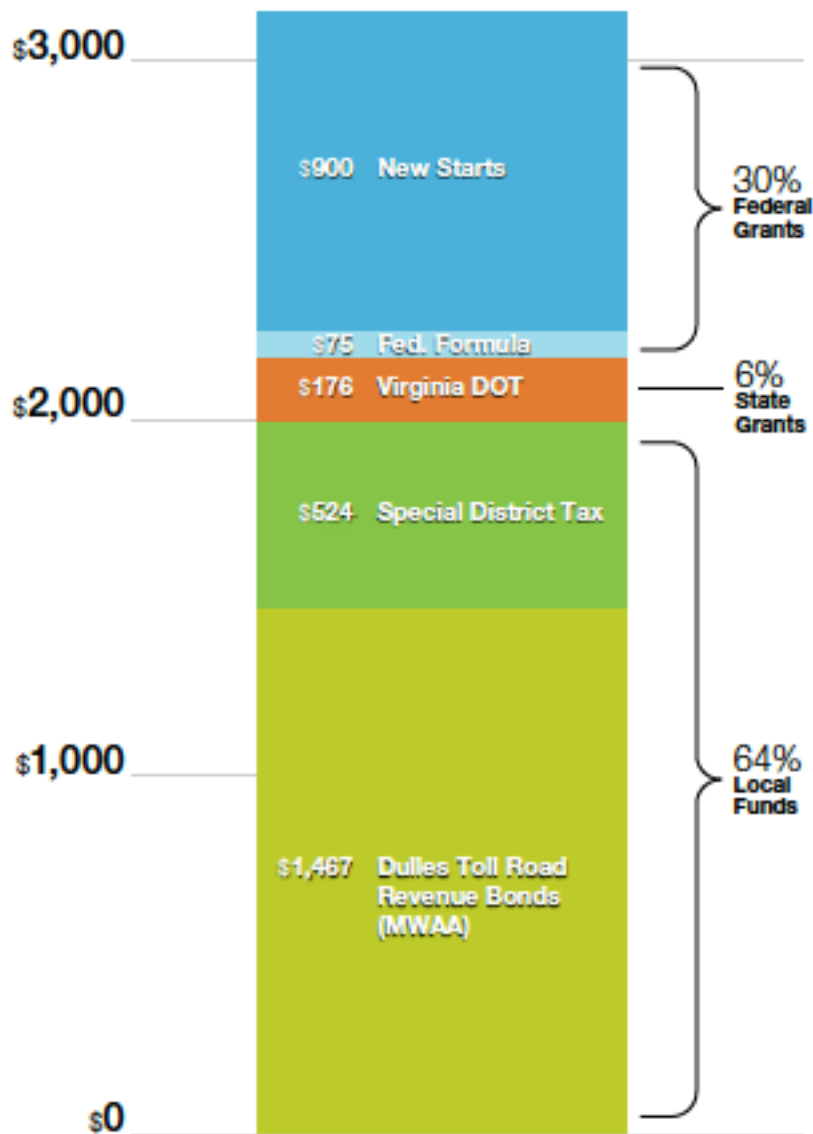 $3,000
$900 New Starts
30%
Federal
Grants
$75 Fed. Formula
$176 Virginia DOT
6%
State
Grants
$2,000
$524 Special District Tax
$1,000
64%
Local
Funds
$1,467 Dulles Toll Road
Revenue Bonds
(MWAA)
$0